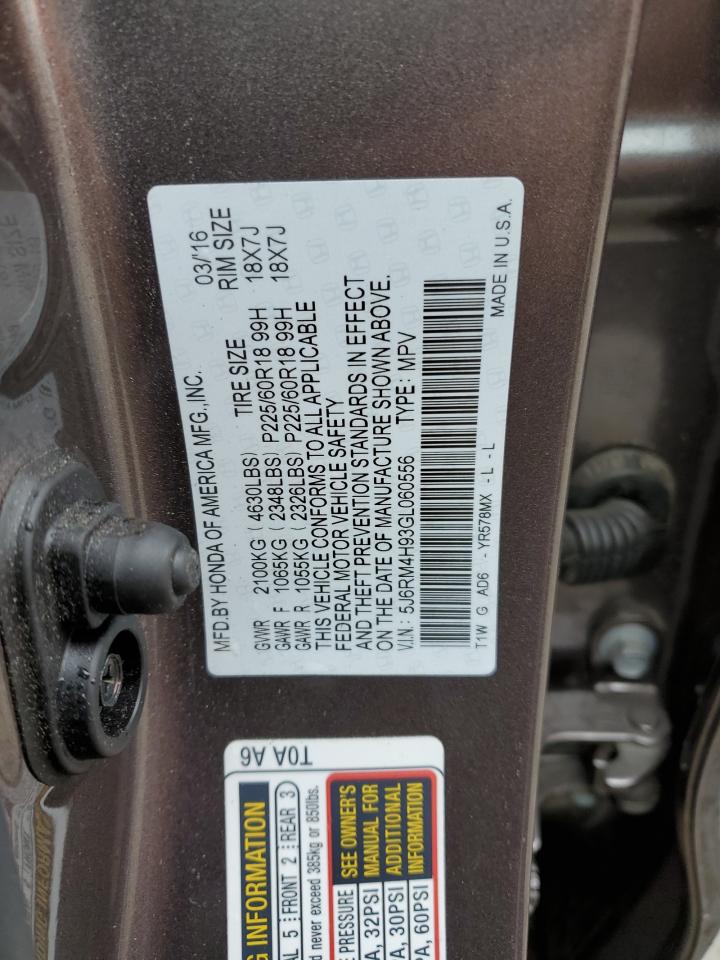 MFD.BY HONDA OF AMERICA MFG.,INC. 03/'16
TIRE SIZE RIM SIZE
GVWR 2100KG ( 4630LBS)
GAWR F 1065KG ( 2348LBS) P225/60R18 99H 18X7J
GAWR R 1055KG ( 2326LBS) P225/60R18 99H 18X7J
THIS VEHICLE CONFORMS TO ALL APPLICABLE
FEDERAL MOTOR VEHICLE SAFETY
AND THEFT PREVENTION STANDARDS IN EFFECT
ON THE DATE OF MANUFACTURE SHOWN ABOVE.
V.I.N.: 5J6RM4H93GL060556 TYPE: MPV
T1W G AD6 -YR578MX -L -L MADE IN U.S.A.
T0A A6
INFORMATION
5 FRONT 2 REAR 3
never exceed 385kg or 850lbs.
PRESSURE SEE OWNER'S
32PSI MANUAL FOR
30PSI ADDITIONAL
60PSI INFORMATION